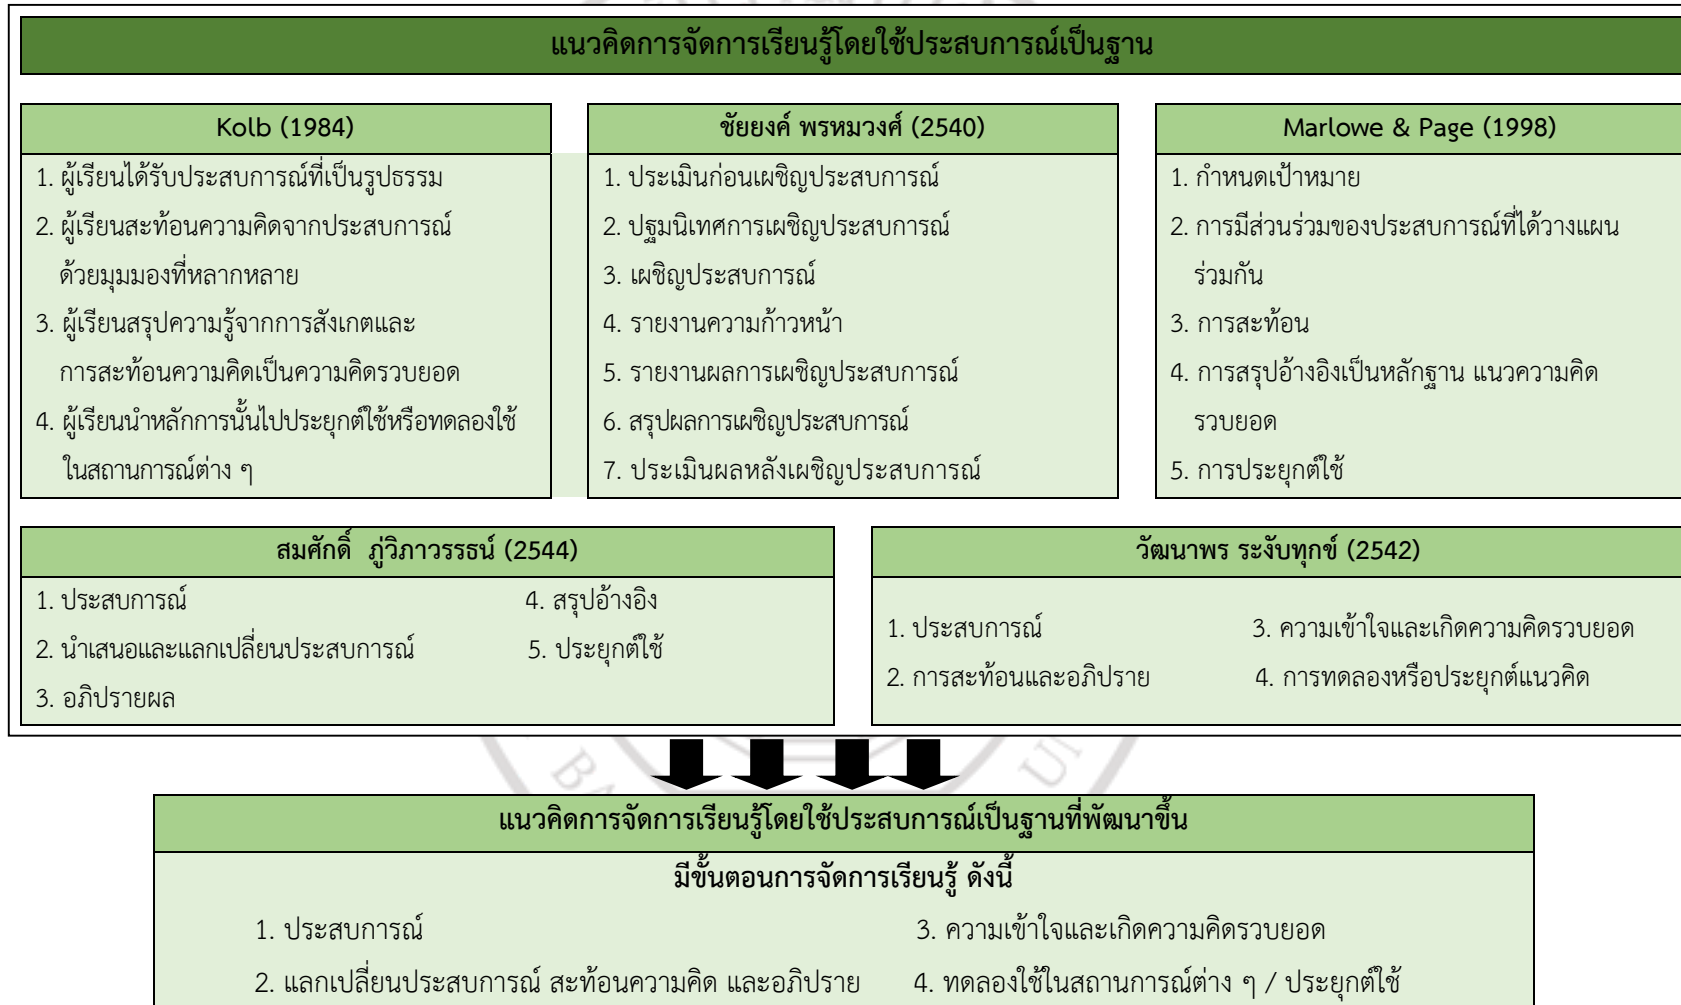 แนวคิดการจัดการเรียนรู้โดยใช้ประสบการณ์เป็นฐาน
Kolb (1984)
1. ผู้เรียนได้รับประสบการณ์ที่เป็นรูปธรรม
2. ผู้เรียนสะท้อนความคิดจากประสบการณ์
ด้วยมุมมองที่หลากหลาย
3. ผู้เรียนสรุปความรู้จากการสังเกตและ
การสะท้อนความคิดเป็นความคิดรวบยอด
4. ผู้เรียนนำหลักการนั้นไปประยุกต์ใช้หรือทดลองใช้
ในสถานการณ์ต่าง ๆ
ชัยยงค์ พรหมวงศ์ (2540)
1. ประเมินก่อนเผชิญประสบการณ์
2. ปฐมนิเทศการเผชิญประสบการณ์
3. เผชิญประสบการณ์
4. รายงานความก้าวหน้า
5. รายงานผลการเผชิญประสบการณ์
6. สรุปผลการเผชิญประสบการณ์
7. ประเมินผลหลังเผชิญประสบการณ์
Marlowe & Page (1998)
1. กำหนดเป้าหมาย
2. การมีส่วนร่วมของประสบการณ์ที่ได้วางแผน
ร่วมกัน
3. การสะท้อน
4. การสรุปอ้างอิงเป็นหลักฐาน แนวความคิด
รวบยอด
5. การประยุกต์ใช้
สมศักดิ์ ภู่วิภาวรรธน์ (2544)
1. ประสบการณ์
2. นำเสนอและแลกเปลี่ยนประสบการณ์
3. อภิปรายผล
4. สรุปอ้างอิง
5. ประยุกต์ใช้
วัฒนาพร ระงับทุกข์ (2542)
1. ประสบการณ์
2. การสะท้อนและอภิปราย
3. ความเข้าใจและเกิดความคิดรวบยอด
4. การทดลองหรือประยุกต์แนวคิด
แนวคิดการจัดการเรียนรู้โดยใช้ประสบการณ์เป็นฐานที่พัฒนาขึ้น
มีขั้นตอนการจัดการเรียนรู้ ดังนี้
1. ประสบการณ์
2. แลกเปลี่ยนประสบการณ์ สะท้อนความคิด และอภิปราย
3. ความเข้าใจและเกิดความคิดรวบยอด
4. ทดลองใช้ในสถานการณ์ต่าง ๆ / ประยุกต์ใช้